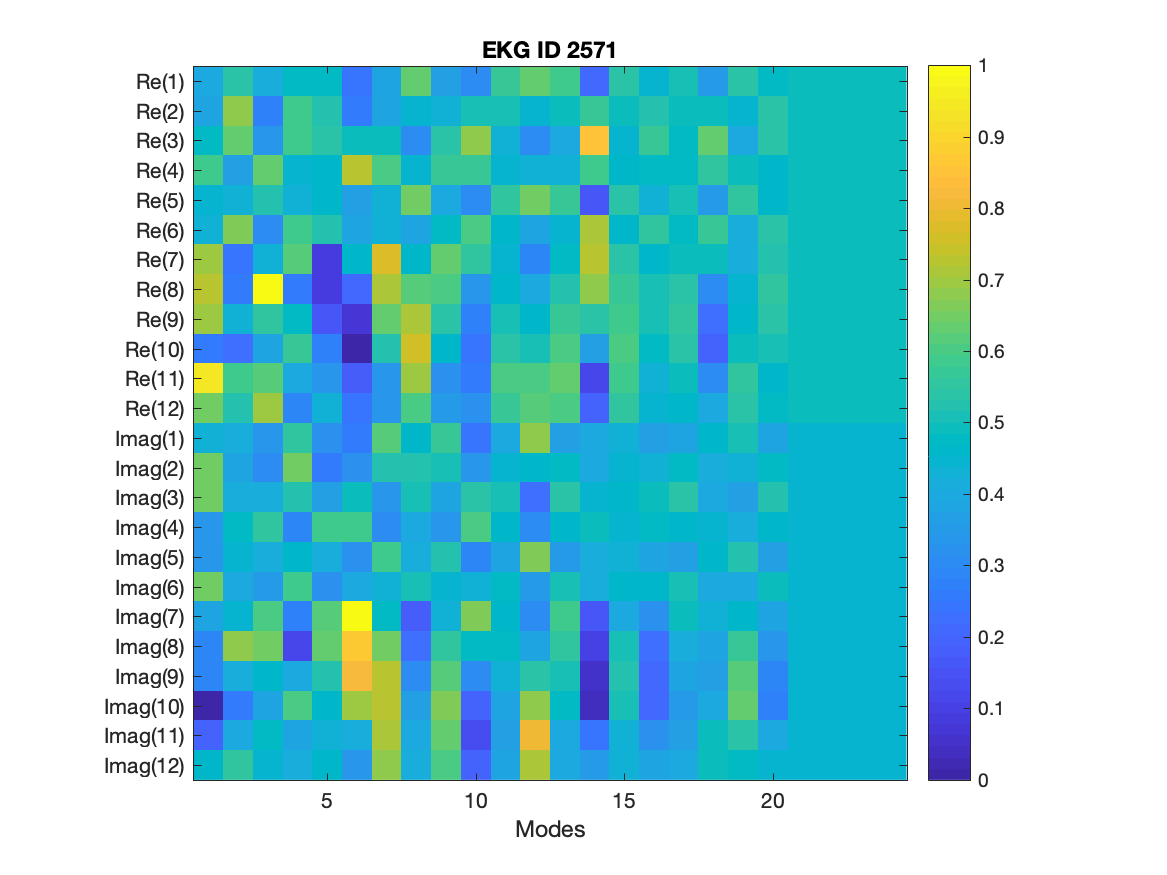 EKG ID 2571
Re(1)
Re(2)
Re(3)
Re(4)
Re(5)
Re(6)
Re(7)
Re(8)
Re(9)
Re(10)
Re(11)
Re(12)
Imag(1)
Imag(2)
Imag(3)
Imag(4)
Imag(5)
Imag(6)
Imag(7)
Imag(8)
Imag(9)
Imag(10)
Imag(11)
Imag(12)
5 10 15 20
Modes
1
0.9
0.8
0.7
0.6
0.5
0.4
0.3
0.2
0.1
0